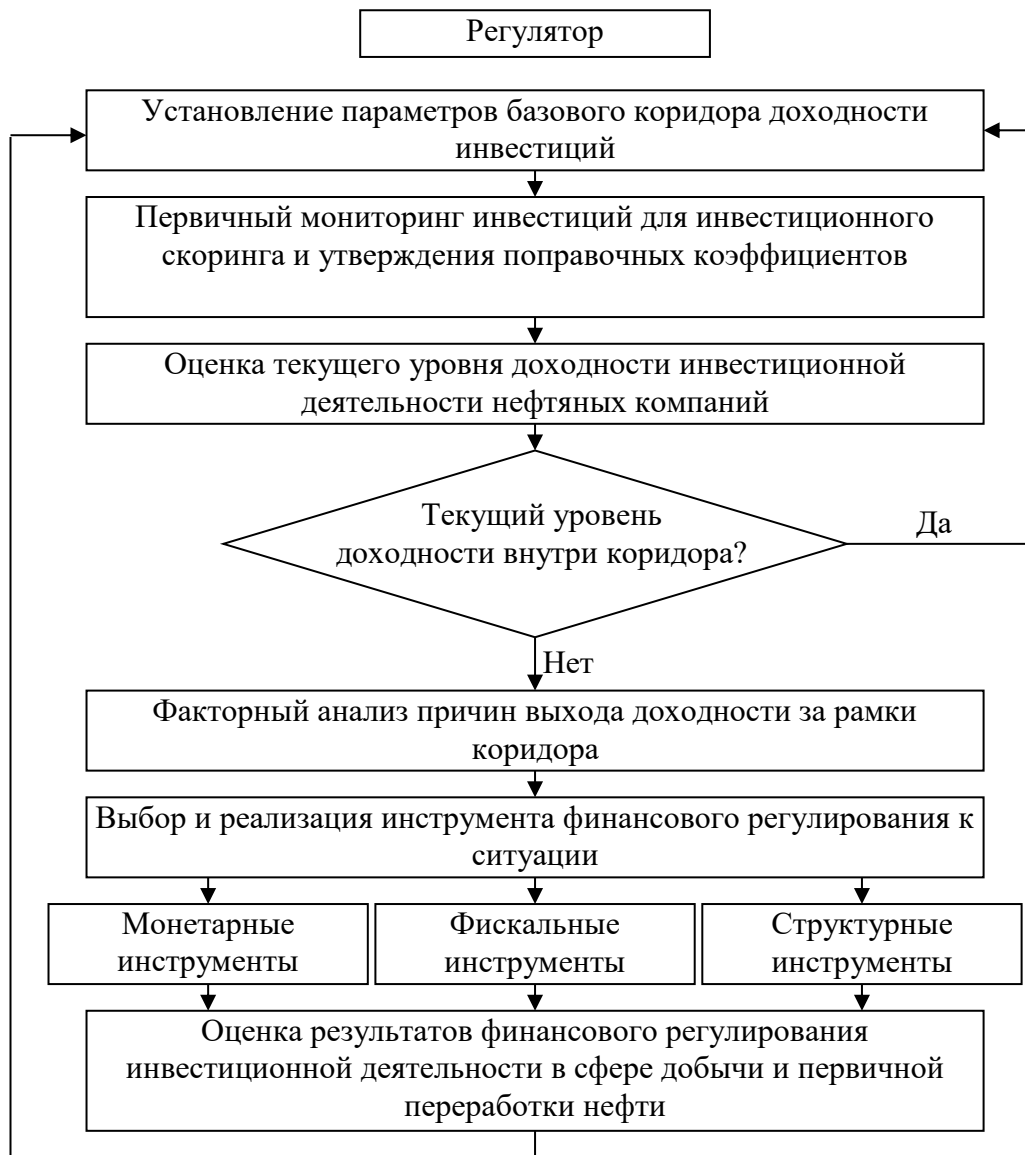 Регулятор
Установление параметров базового коридора доходности
инвестиций
Первичный мониторинг инвестиций для инвестиционного
скоринга и утверждения поправочных коэффициентов
Оценка текущего уровня доходности инвестиционной
деятельности нефтяных компаний
Текущий уровень
доходности внутри коридора?
Да
Нет
Факторный анализ причин выхода доходности за рамки
коридора
Выбор и реализация инструмента финансового регулирования к
ситуации
Монетарные
инструменты
Фискальные
инструменты
Структурные
инструменты
Оценка результатов финансового регулирования
инвестиционной деятельности в сфере добычи и первичной
переработки нефти